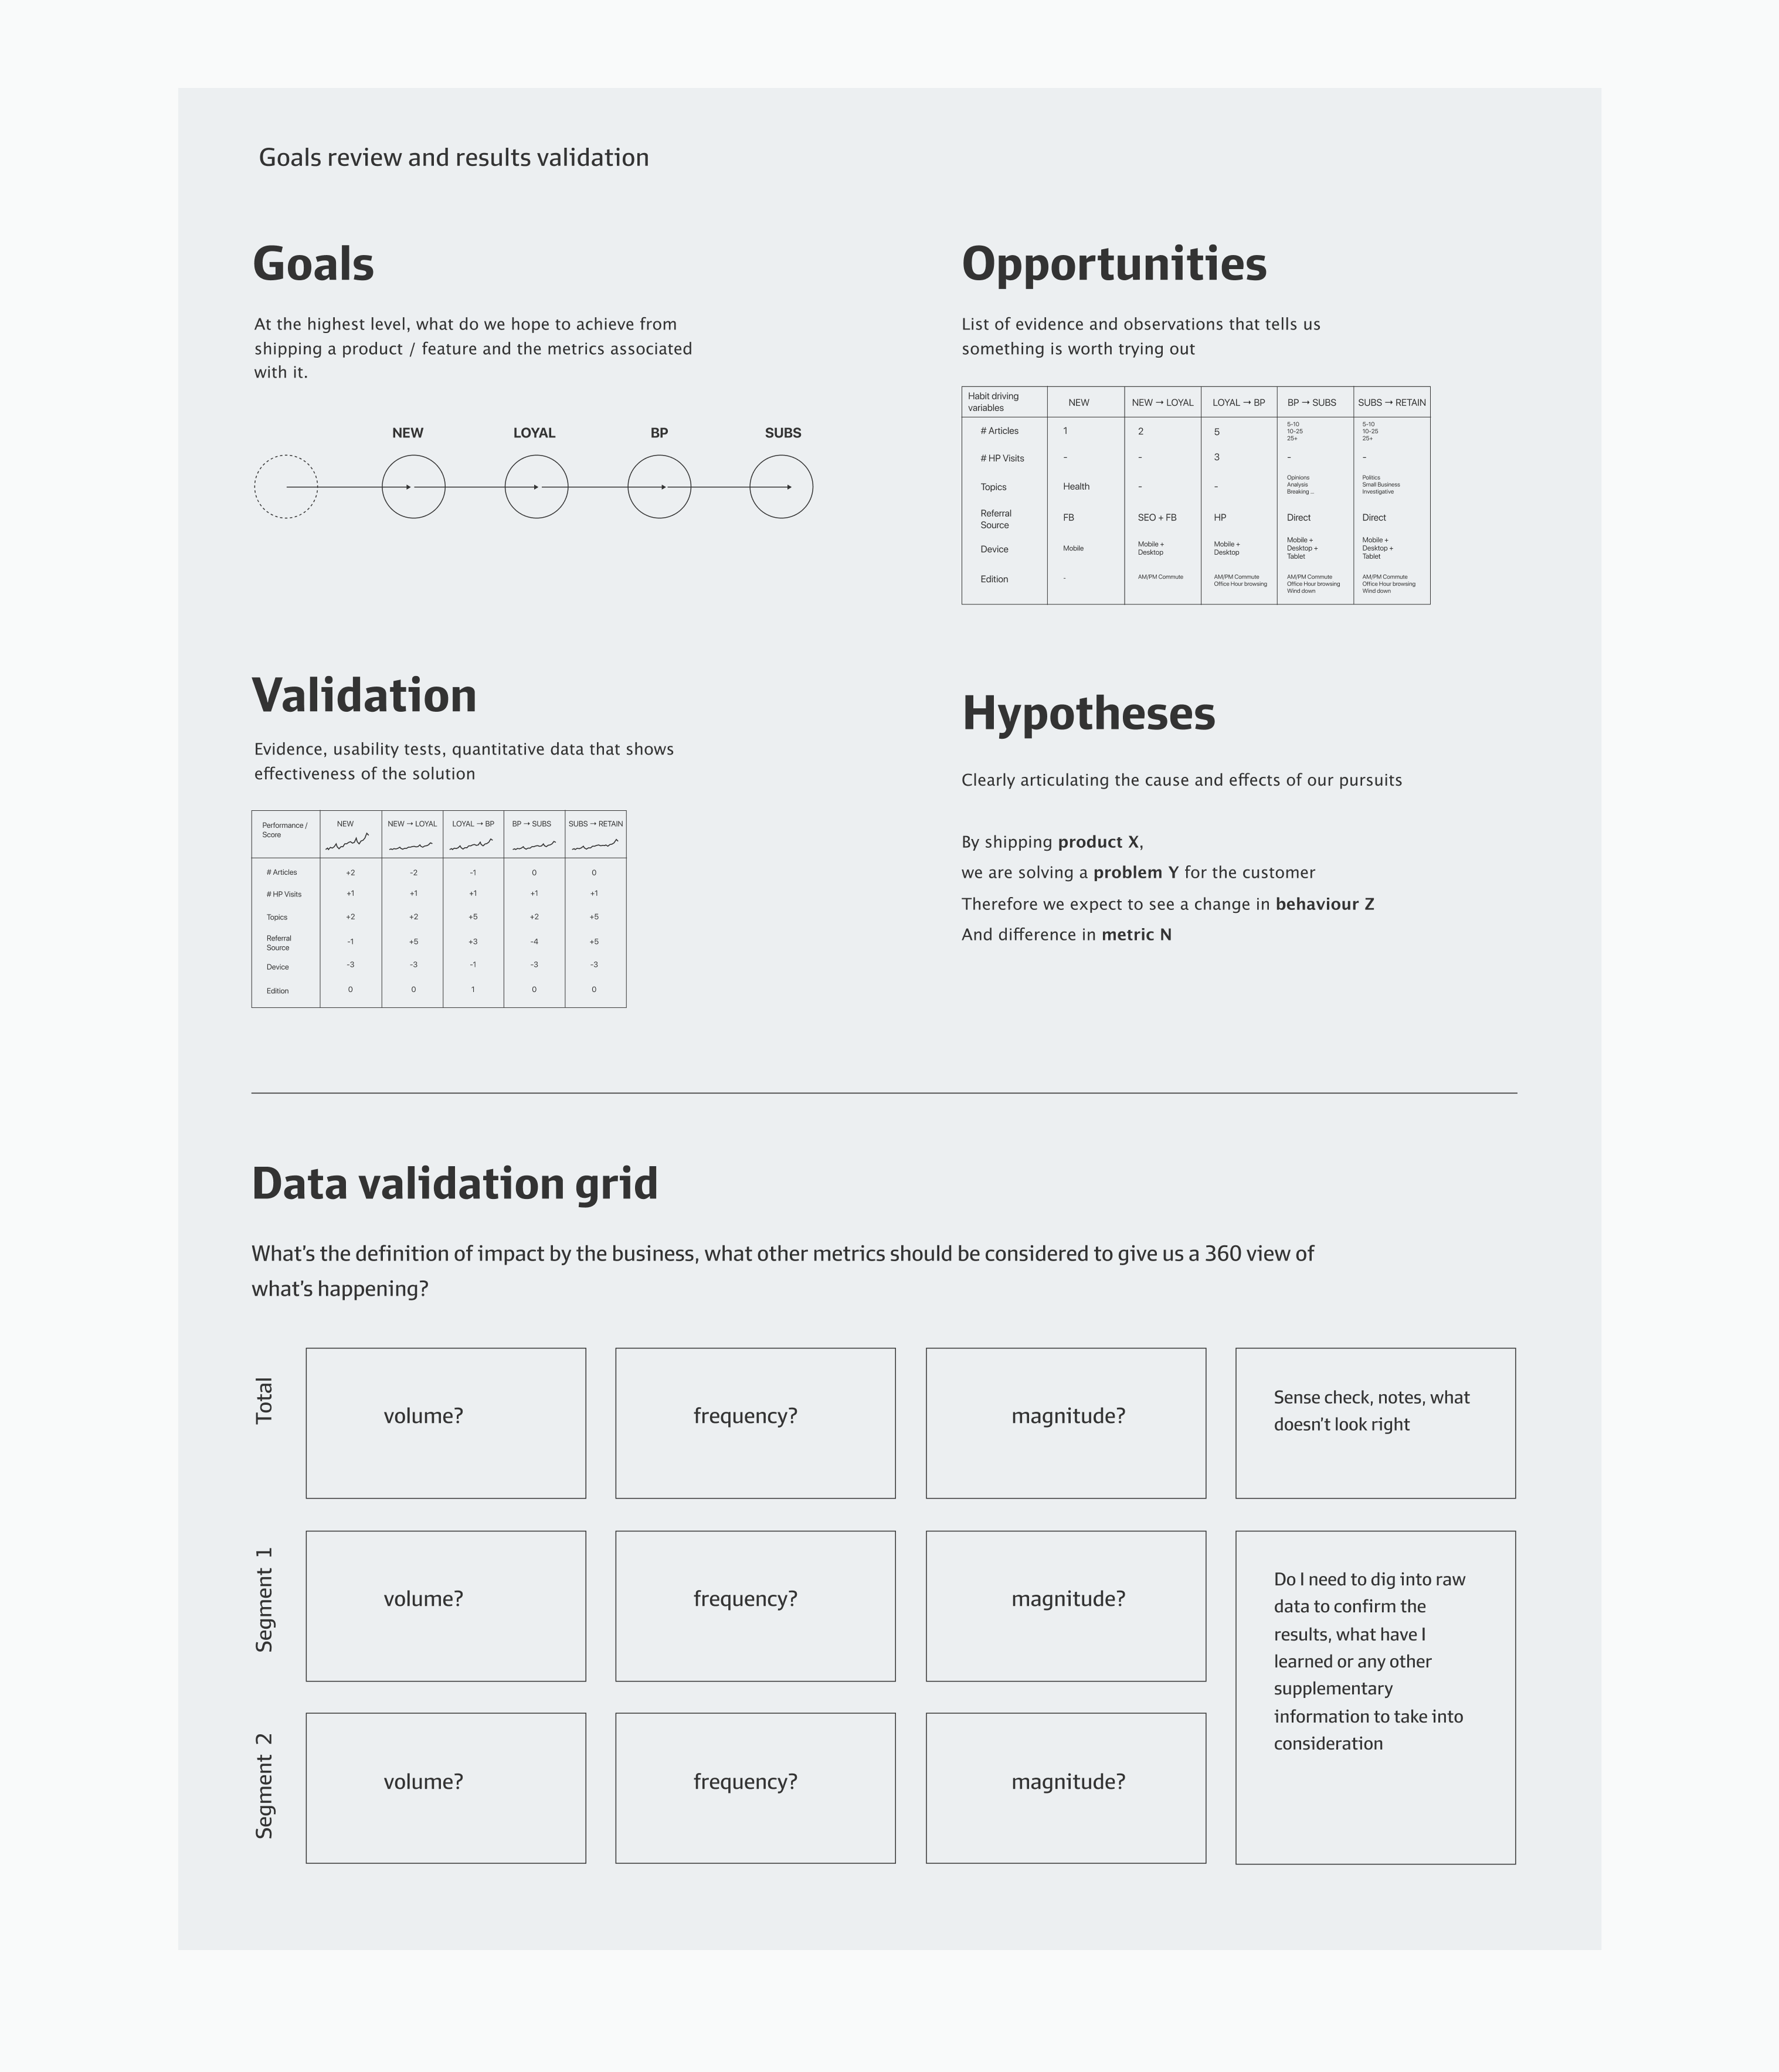 Goals review and results validation
Goals
At the highest level, what do we hope to achieve from
shipping a product / feature and the metrics associated
with it.
NEW LOYAL BP SUBS
Opportunities
List of evidence and observations that tells us
something is worth trying out
Habit driving
variables
NEW
NEW → LOYAL
LOYAL → BP
BP → SUBS
SUBS → RETAIN
# Articles
1
2
5
5-10
10-25
25+
5-10
10-25
25+
# HP Visits
-
-
3
-
-
Topics
Health
-
-
Opinions
Analysis
Breaking ...
Politics
Small Business
Investigative
Referral
Source
FB
SEO + FB
HP
Direct
Direct
Device
Mobile
Mobile +
Desktop
Mobile +
Desktop
Mobile +
Desktop +
Tablet
Mobile +
Desktop +
Tablet
Edition
-
AM/PM Commute
AM/PM Commute
Office Hour browsing
AM/PM Commute
Office Hour browsing
Wind down
AM/PM Commute
Office Hour browsing
Wind down
Validation
Evidence, usability tests, quantitative data that shows
effectiveness of the solution
Performance /
Score
NEW
NEW → LOYAL
LOYAL → BP
BP → SUBS
SUBS → RETAIN
# Articles +2 -2 -1 0 0
# HP Visits +1 +1 +1 +1 +1
Topics +2 +2 +5 +2 +5
Referral
Source
-1 +5 +3 -4 +5
Device -3 -3 -1 -3 -3
Edition 0 0 1 0 0
Hypotheses
Clearly articulating the cause and effects of our pursuits
By shipping product X,
we are solving a problem Y for the customer
Therefore we expect to see a change in behaviour Z
And difference in metric N
Data validation grid
What's the definition of impact by the business, what other metrics should be considered to give us a 360 view of
what's happening?
Total
volume?
frequency?
magnitude?
Sense check, notes, what
doesn't look right
Segment 1
volume?
frequency?
magnitude?
Do I need to dig into raw
data to confirm the
results, what have I
learned or any other
supplementary
information to take into
consideration
Segment 2
volume?
frequency?
magnitude?